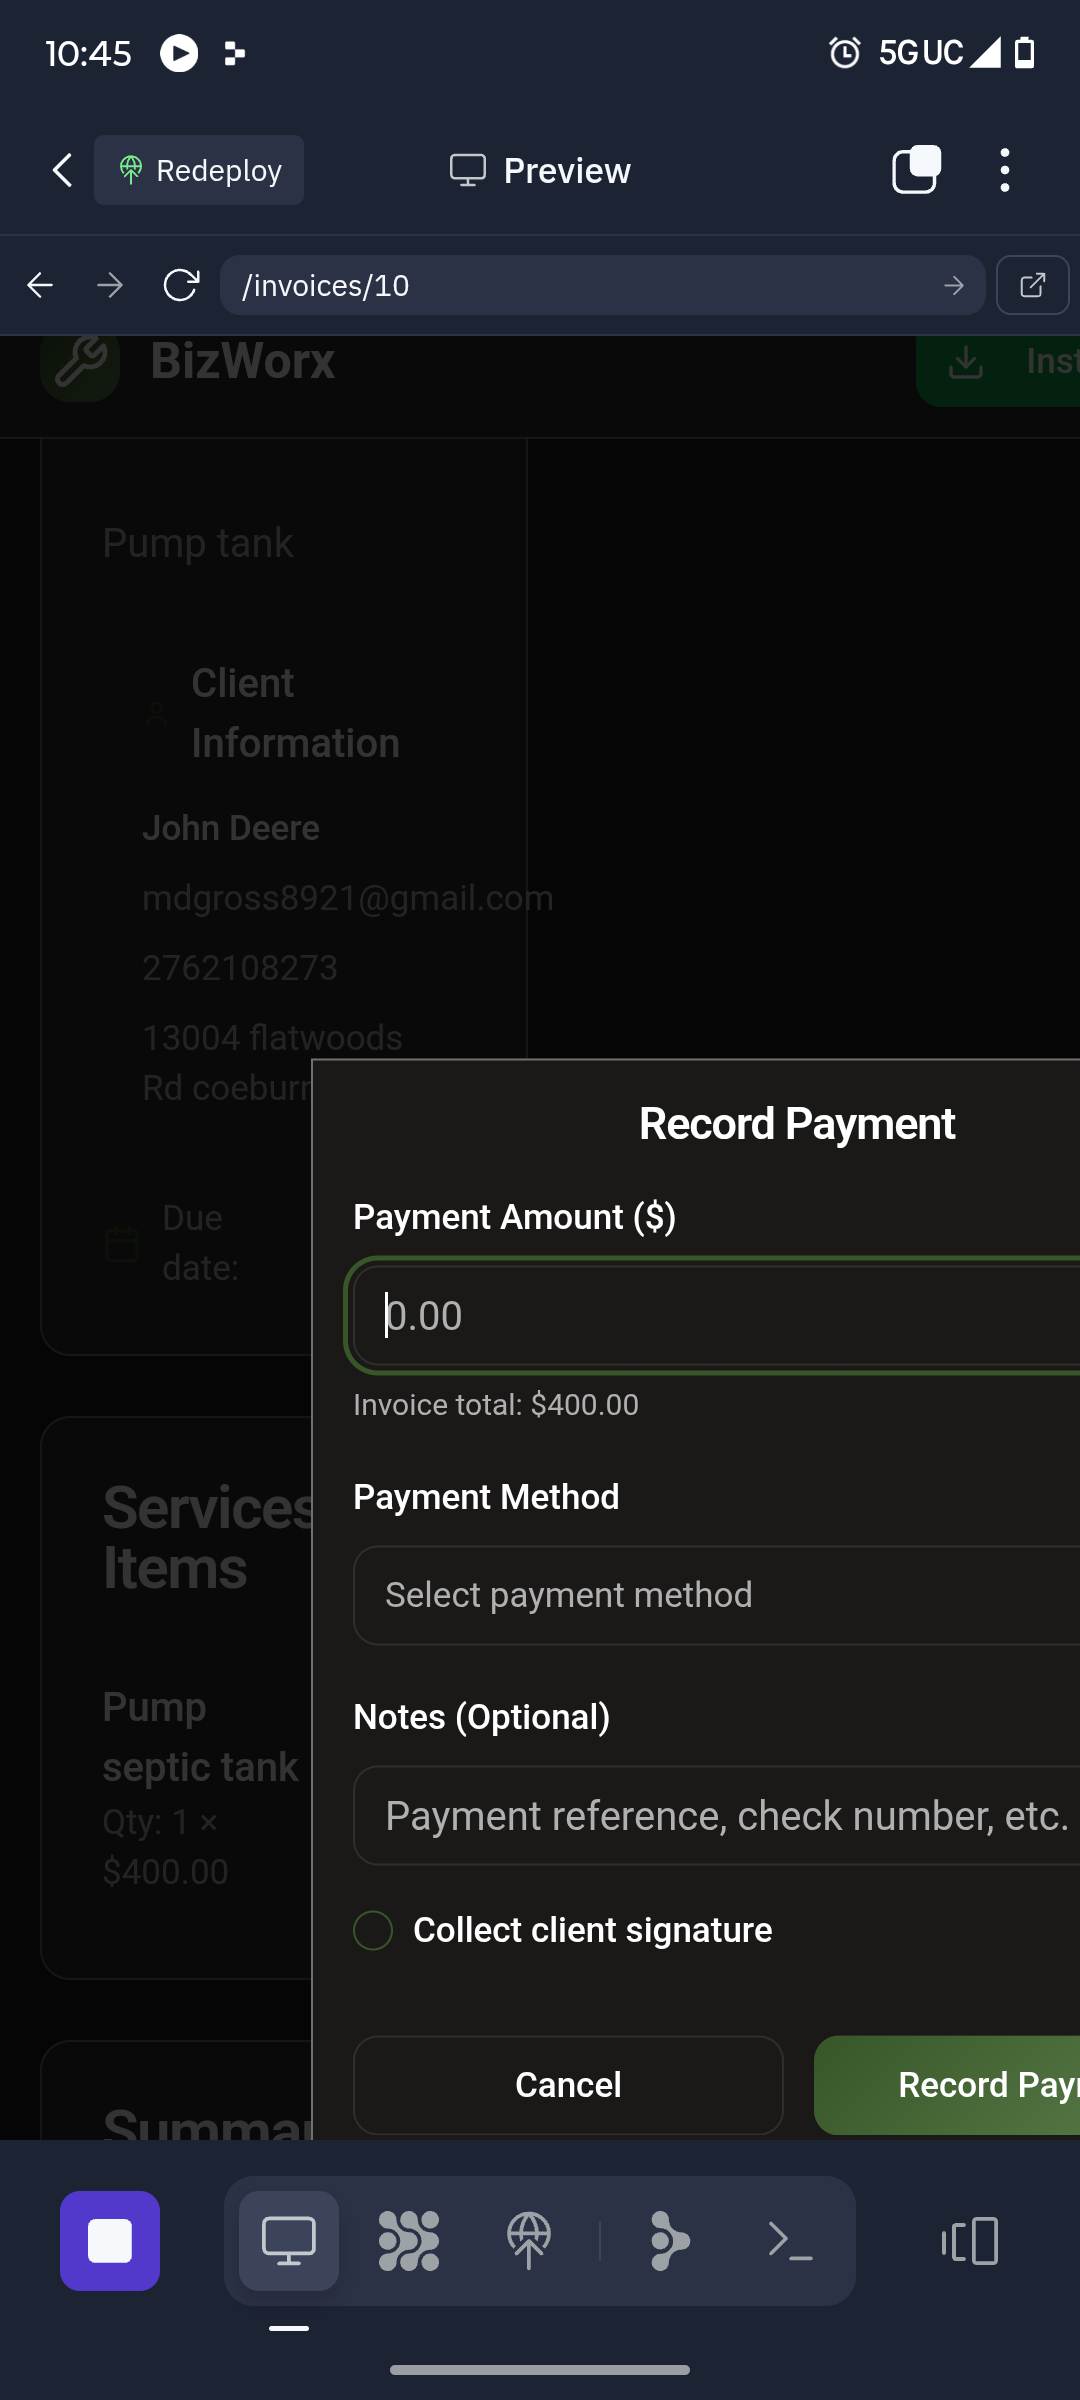 10:45
5G UC
Redeploy
Preview
/invoices/10
BizWorx
Inst
Pump tank
Client
Information
John Deere
mdgross8921@gmail.com
2762108273
13004 flatwoods
Rd coeburn
Due
date:
Record Payment
Payment Amount ($)
0.00
Invoice total: $400.00
Payment Method
Select payment method
Notes (Optional)
Payment reference, check number, etc.
Collect client signature
Cancel
Record Payı
Services
Items
Pump
septic tank
Qty: 1 ×
$400.00
Summar